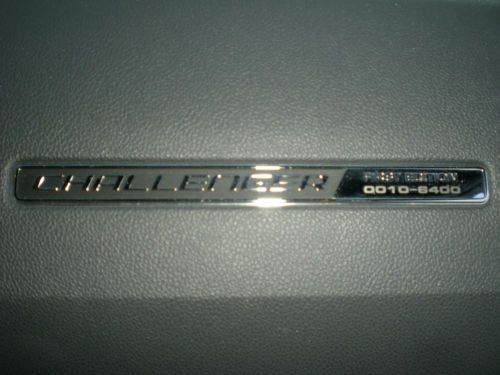 CHALLENGER
FIRST EDITION
0010-6400